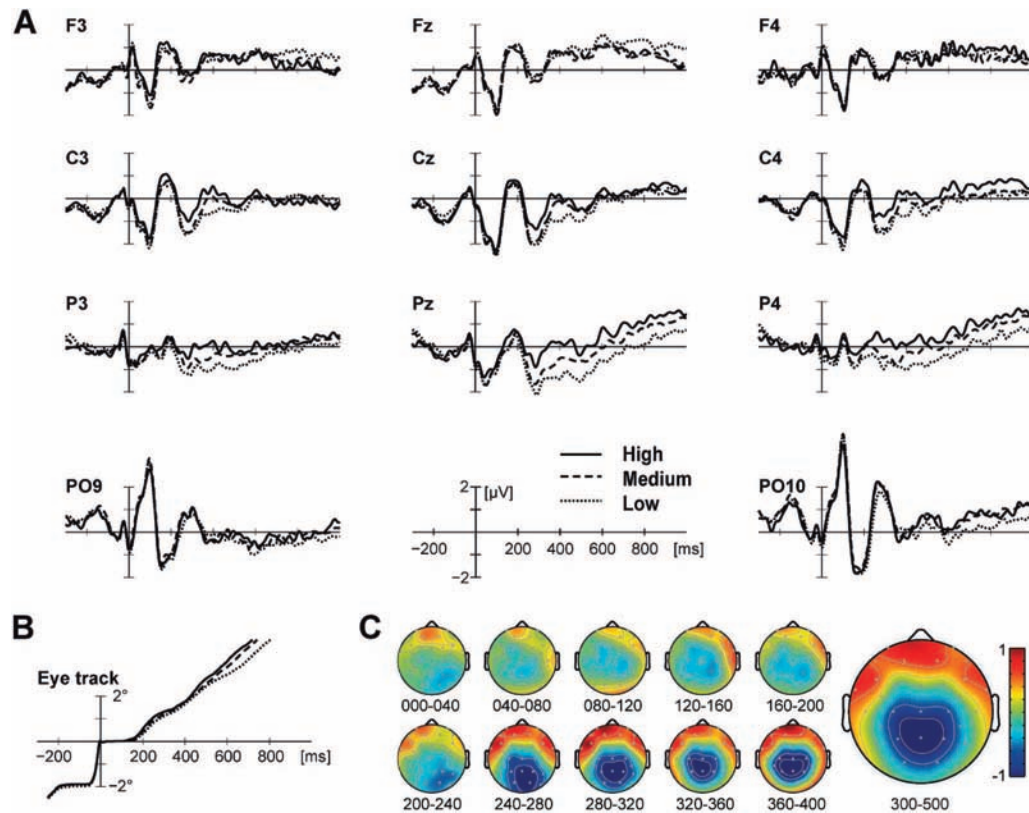 A
F3 Fz F4
C3 Cz C4
P3 Pz P4
PO9 PO10
High
Medium
Low
2 [µV]
−200 200 400 600 800 [ms]
−2
B
Eye track
2°
−200 200 400 600 800 [ms]
−2°
C
000-040 040-080 080-120 120-160 160-200
200-240 240-280 280-320 320-360 360-400 300-500
1
-1